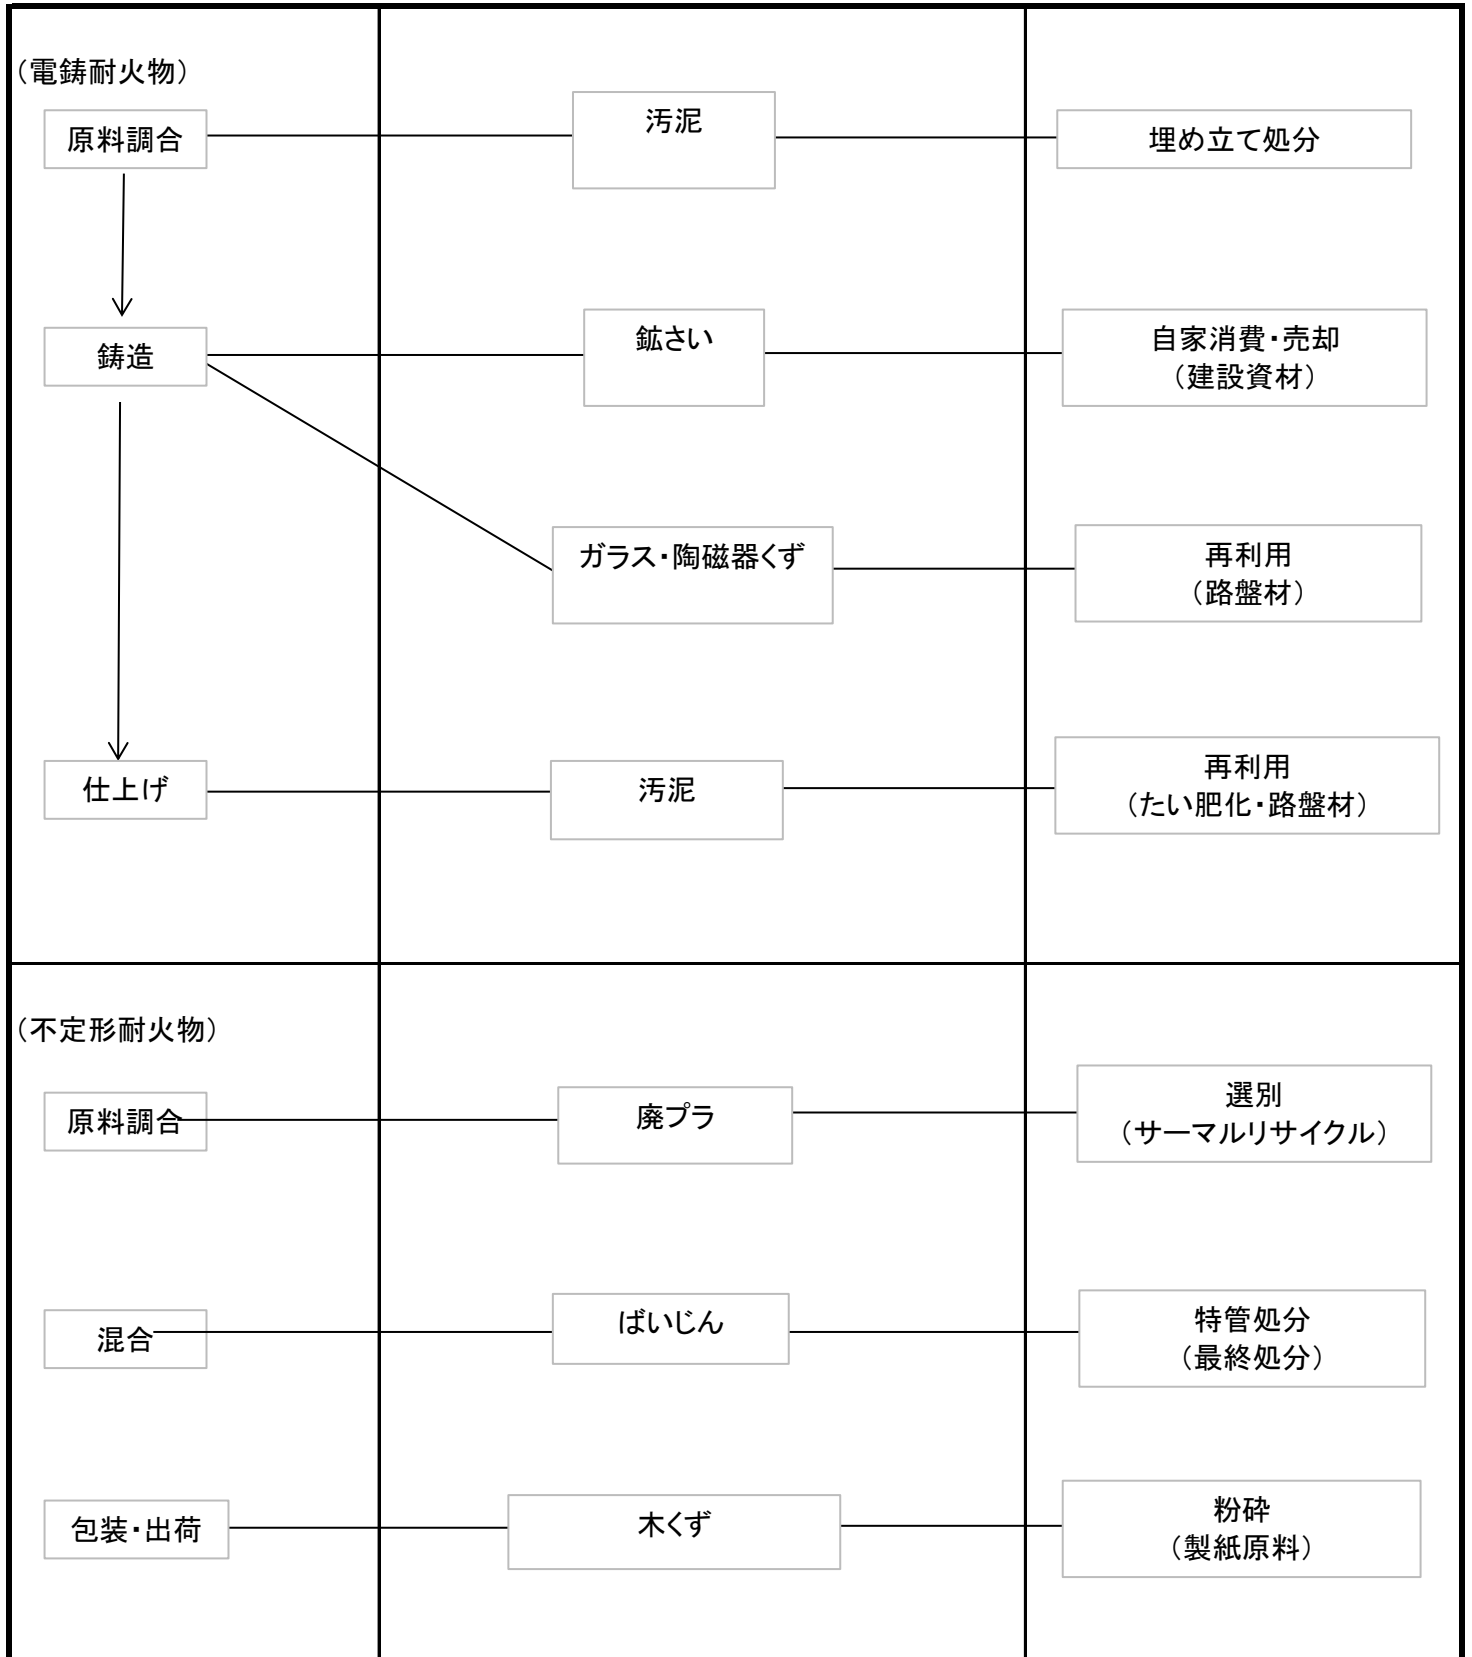 （電鋳耐火物）
原料調合
汚泥
埋め立て処分
鋳造
鉱さい
自家消費・売却
（建設資材）
ガラス・陶磁器くず
再利用
（路盤材）
仕上げ
汚泥
再利用
（たい肥化・路盤材）
（不定形耐火物）
原料調合
廃プラ
選別
（サーマルリサイクル）
混合
ばいじん
特管処分
（最終処分）
包装・出荷
木くず
粉砕
（製紙原料）